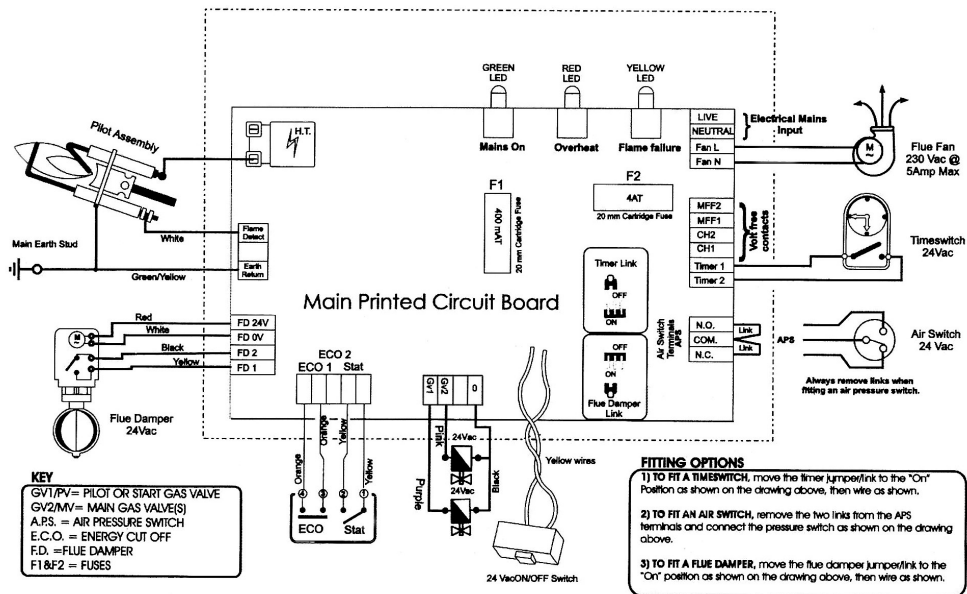 GREEN
LED
RED
LED
YELLOW
LED
Mains On
Overheat
Flame failure
Pilot Assembly
H.T.
LIVE
NEUTRAL
Fan L
Fan N
Electrical Mains
Input
M
~
Flue Fan
230 Vac @
5Amp Max
F1
400 mAT
20 mm Cartridge Fuse
F2
4AT
20 mm Cartridge Fuse
MFF2
MFF1
CH2
CH1
Timer 1
Timer 2
Volt free
contacts
Timeswitch
24Vac
Main Earth Stud
White
Flame
Detect
Green/Yellow
Earth
Return
Timer Link
OFF
ON
Main Printed Circuit Board
Red
White
Black
Yellow
FD 24V
FD 0V
FD 2
FD 1
M
~
Flue Damper
24Vac
OFF
ON
Flue Damper
Link
Air Switch
Terminals
APS
N.O.
COM.
N.C.
Link
Link
APS
Air Switch
24 Vac
Always remove links when
fitting an air pressure switch.
ECO 2
ECO 1
Stat
Orange
Orange
Yellow
Yellow
4
3
2
1
ECO
Stat
Gv1
Gv2
0
Pink
24Vac
24Vac
Purple
Black
Yellow wires
24 VacON/OFF Switch
KEY
GV1/PV= PILOT OR START GAS VALVE
GV2/MV= MAIN GAS VALVE(S)
A.P.S. = AIR PRESSURE SWITCH
E.C.O. = ENERGY CUT OFF
F.D. =FLUE DAMPER
F1&F2 = FUSES
FITTING OPTIONS
1) TO FIT A TIMESWITCH, move the timer jumper/link to the "On"
Position as shown on the drawing above, then wire as shown.
2) TO FIT AN AIR SWITCH, remove the two links from the APS
terminals and connect the pressure switch as shown on the drawing
above.
3) TO FIT A FLUE DAMPER, move the flue damper jumper/link to the
"On" position as shown on the drawing above, then wire as shown.